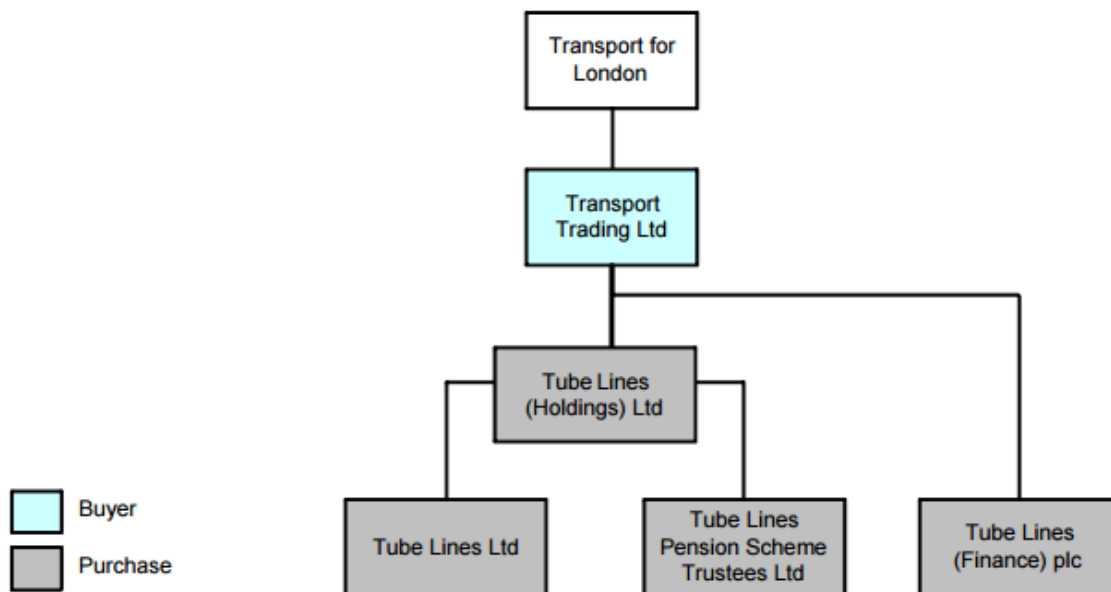 Transport for
London
Transport
Trading Ltd
Tube Lines
(Holdings) Ltd
Tube Lines Ltd
Tube Lines
Pension Scheme
Trustees Ltd
Tube Lines
(Finance) plc
Buyer
Purchase